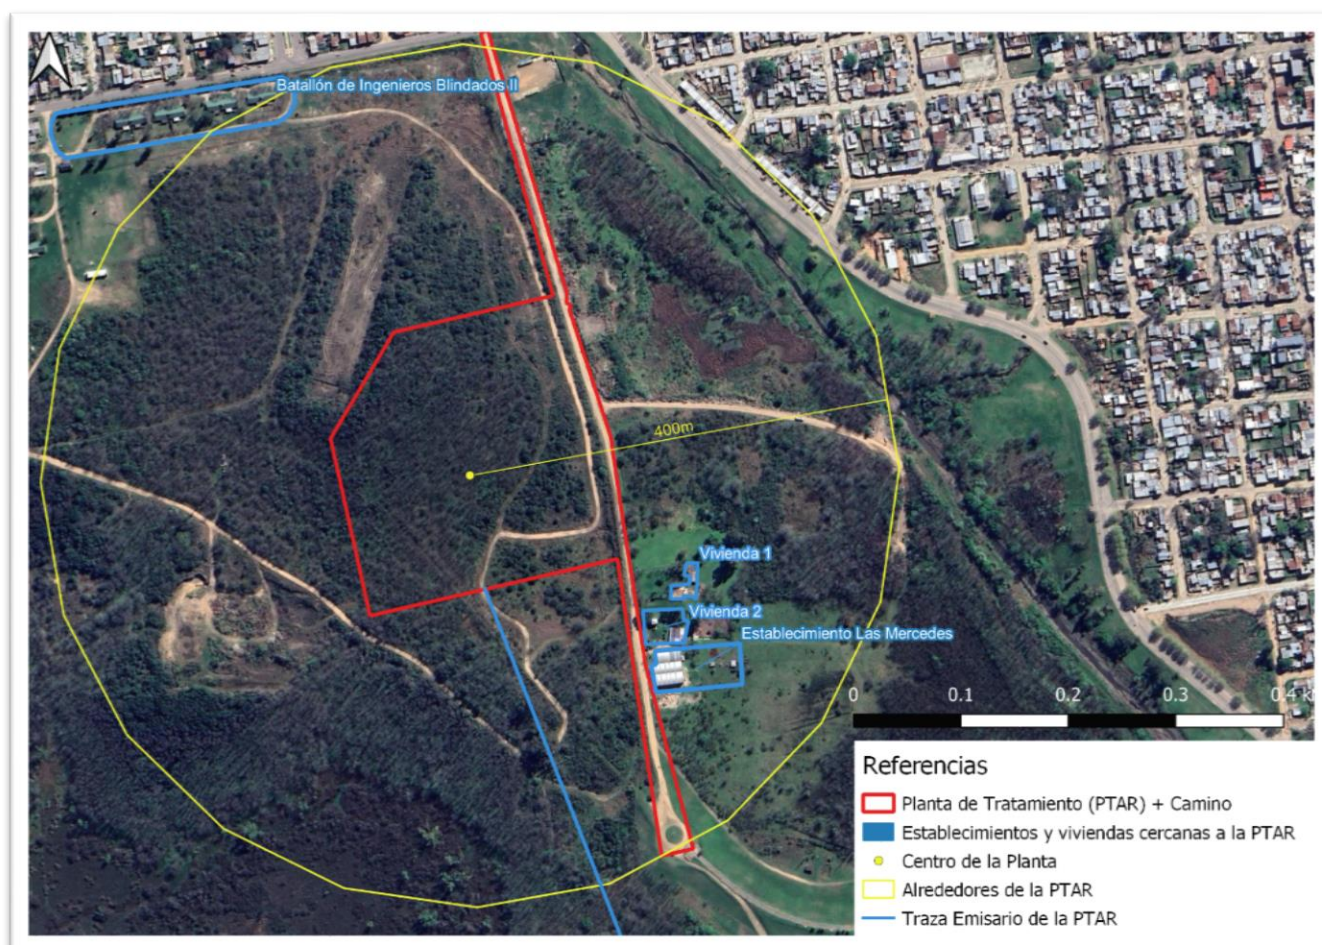 Batallón de Ingenieros Blindados II
400m
Vivienda 1
Vivienda 2
Establecimiento Las Mercedes
0 0.1 0.2 0.3 0.4 k
Referencias
Planta de Tratamiento (PTAR) + Camino
Establecimientos y viviendas cercanas a la PTAR
Centro de la Planta
Alrededores de la PTAR
Traza Emisario de la PTAR